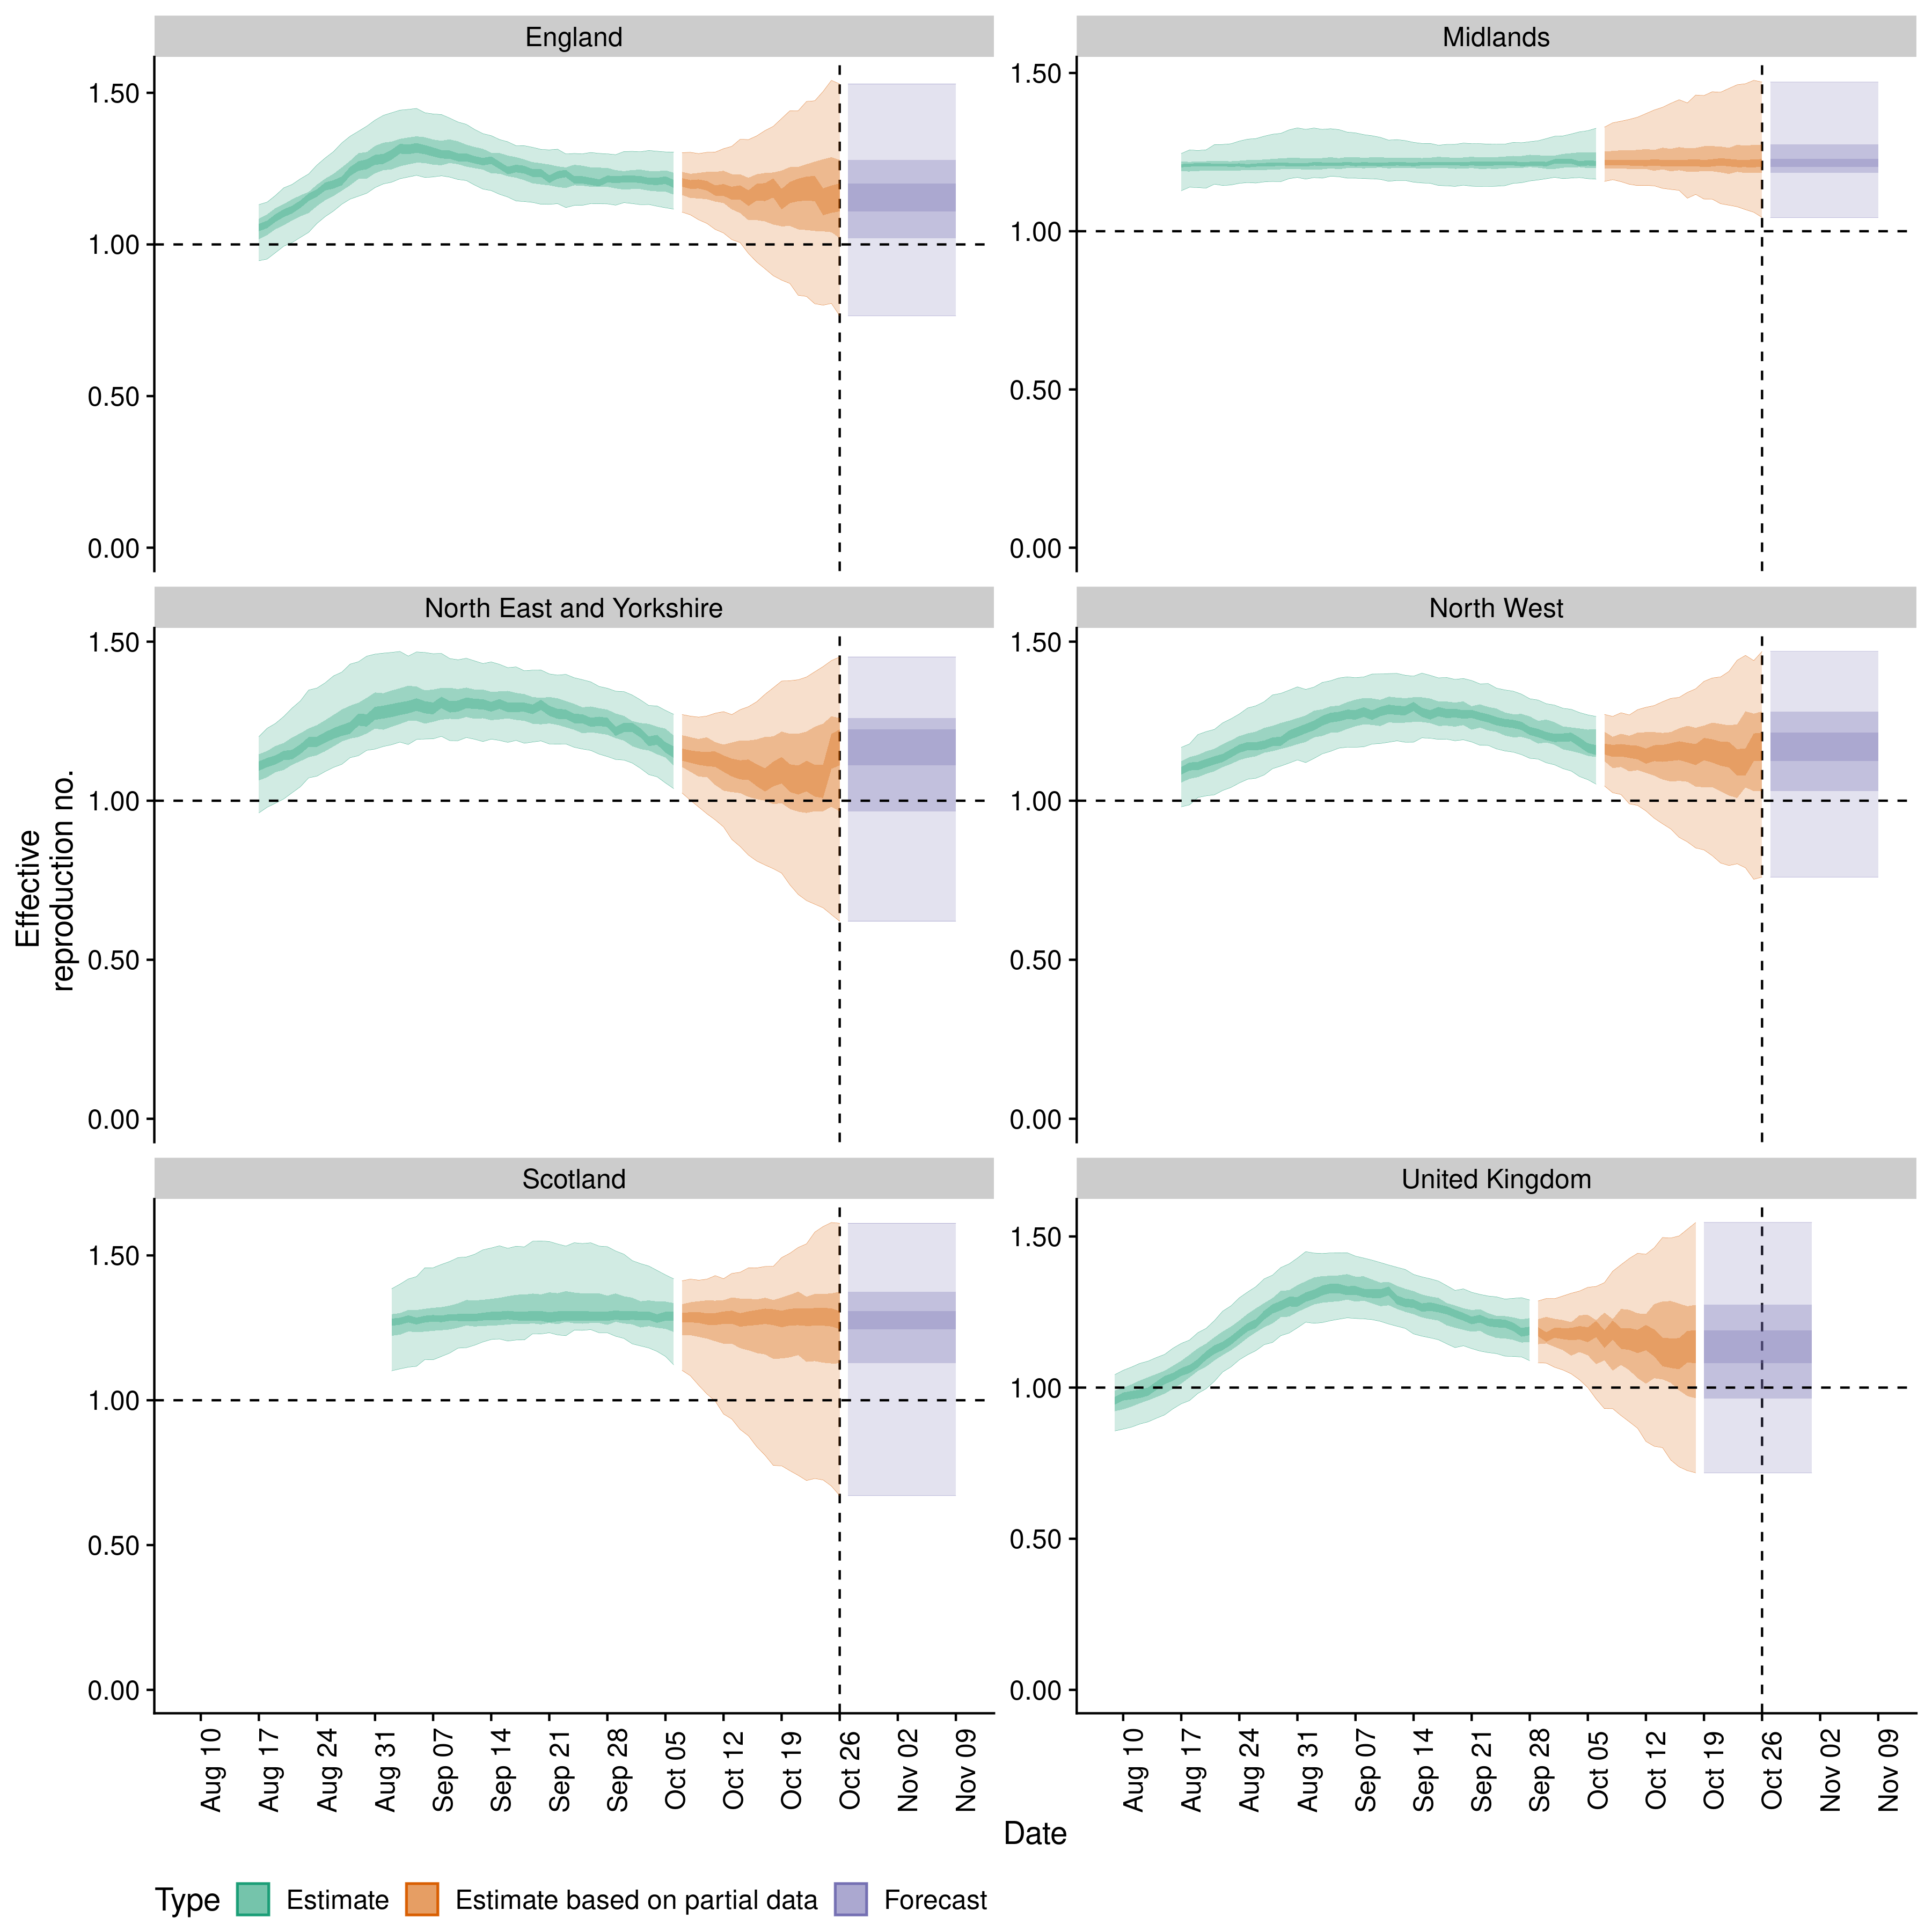 England
Midlands
1.50
1.00
0.50
0.00
1.50
1.00
0.50
0.00
North East and Yorkshire
North West
1.50
1.00
0.50
0.00
1.50
1.00
0.50
0.00
Effective
reproduction no.
Scotland
United Kingdom
1.50
1.00
0.50
0.00
1.50
1.00
0.50
0.00
Aug 10
Aug 17
Aug 24
Aug 31
Sep 07
Sep 14
Sep 21
Sep 28
Oct 05
Oct 12
Oct 19
Oct 26
Nov 02
Nov 09
Aug 10
Aug 17
Aug 24
Aug 31
Sep 07
Sep 14
Sep 21
Sep 28
Oct 05
Oct 12
Oct 19
Oct 26
Nov 02
Nov 09
Date
Type Estimate Estimate based on partial data Forecast